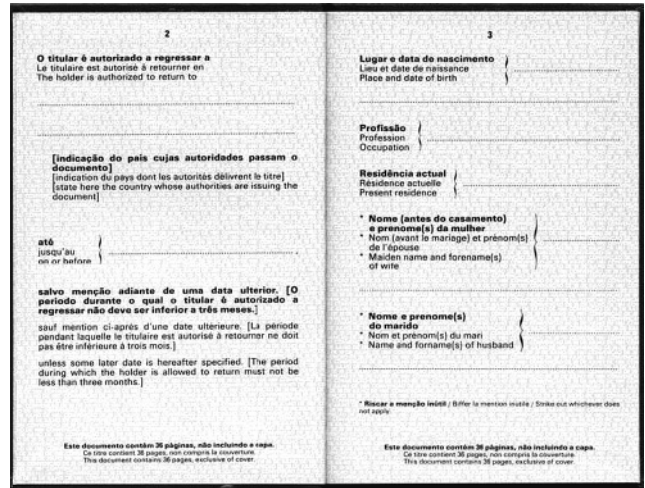 2
O titular é autorizado a regressar a
Le titulaire est autorisé à retourner en
The holder is authorized to return to
[indicação do país cujas autoridades passam o
documento]
[indication du pays dont les autorités délivrent le titre]
[state here the country whose authorities are issuing the
document]
até
jusqu'au
on or before
salvo menção adiante de uma data ulterior. [O
período durante o qual o titular é autorizado a
regressar não deve ser inferior a três meses.]
sauf mention ci-après d'une date ultérieure. [La période
pendant laquelle le titulaire est autorisé à retourner ne doit
pas être inférieure à trois mois.]
unless some later date is hereafter specified. [The period
during which the holder is allowed to return must not be
less than three months.]
Este documento contém 36 páginas, não incluindo a capa.
Ce titre contient 36 pages, non compris la couverture.
This document contains 36 pages, exclusive of cover.
3
Lugar e data do nascimento
Lieu et date de naissance
Place and date of birth
Profissão
Profession
Occupation
Residência actual
Résidence actuelle
Present residence
* Nome (antes do casamento)
e prenome(s) da mulher
* Nom (avant le mariage) et prénom(s)
de l'épouse
* Maiden name and forename(s)
of wife
* Nome e prenome(s)
do marido
* Nom et prénom(s) du mari
* Name and forname(s) of husband
* Riscar a menção inútil / Biffer la mention inutile / Strike out whichever does
not apply.
Este documento contém 36 páginas, não incluindo a capa.
Ce titre contient 36 pages, non compris la couverture.
This document contains 36 pages, exclusive of cover.